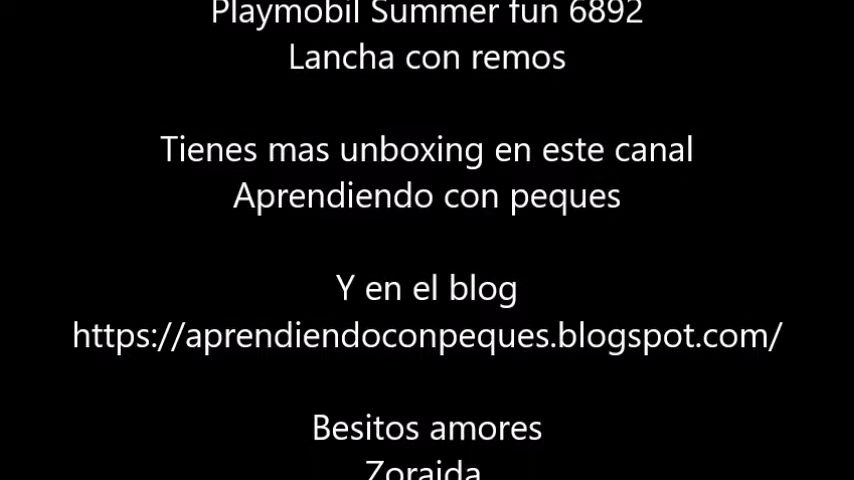 Playmobil Summer fun 6892
Lancha con remos
Tienes mas unboxing en este canal
Aprendiendo con peques
Y en el blog
https://aprendiendoconpeques.blogspot.com/
Besitos amores
Zoraida